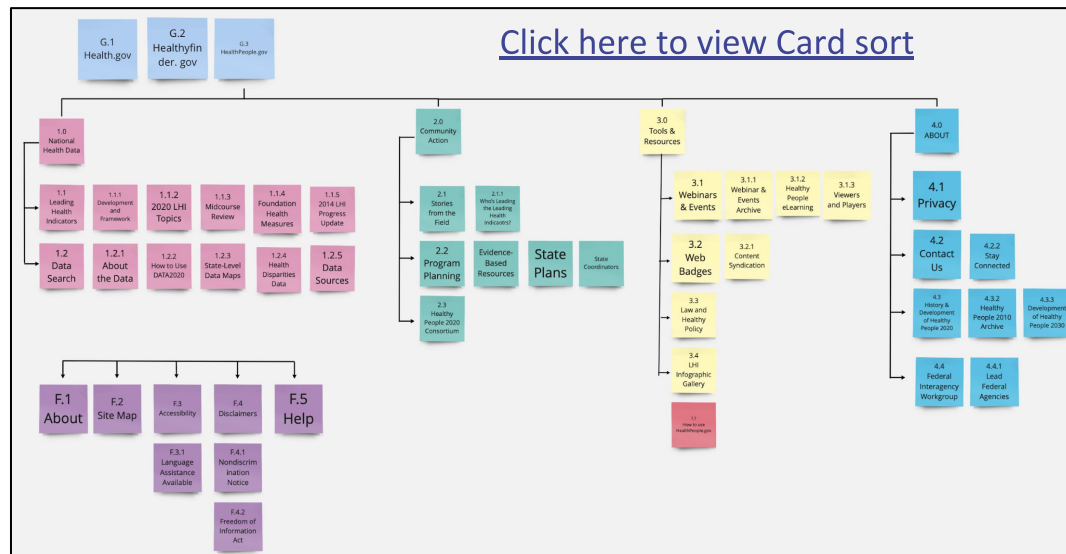 Click here to view Card sort
G.1
Health.gov
G.2
Healthyfin
der. gov
G.3
HealthPeople.gov
1.0
National
Health Data
2.0
Community
Action
3.0
Tools &
Resources
4.0
ABOUT
1.1
Leading
Health
Indicators
1.1.1
Development
and
Framework
1.1.2
2020 LHI
Topics
1.1.3
Midcourse
Review
1.1.4
Foundation
Health
Measures
1.1.5
2014 LHI
Progress
Update
1.2
Data
Search
1.2.1
About
the Data
1.2.2
How to Use
DATA2020
1.2.3
State-Level
Data Maps
1.2.4
Health
Disparities
Data
1.2.5
Data
Sources
2.1
Stories
from the
Field
2.1.1
Who's Leading
the Leading
Health
2.2
Program
Planning
Evidence-
Based
Resources
State
Plans
State
Coordinators
2.3
Healthy
People 2020
Consortium
3.1
Webinars
& Events
3.1.1
Webinar &
Events
Archive
3.1.2
Healthy
People
eLearning
3.1.3
Viewers
and Players
3.2
Web
Badges
3.2.1
Content
Syndication
3.3
Law and
Healthy
Policy
3.4
LHI
Infographic
Gallery
How to use
HealthPeople.gov
4.1
Privacy
4.2
Contact
Us
4.2.2
Stay
Connected
4.3
History &
Development
of Healthy
People 2020
4.3.2
Healthy
People 2010
Archive
4.3.3
Development
of Healthy
People 2030
4.4
Federal
Interagency
Workgroup
4.4.1
Lead
Federal
Agencies
F.1
About
F.2
Site Map
F.3
Accessibility
F.4
Disclaimers
F.5
Help
F.3.1
Language
Assistance
Available
F.4.1
Nondiscrim
ination
Notice
F.4.2
Freedom of
Information
Act